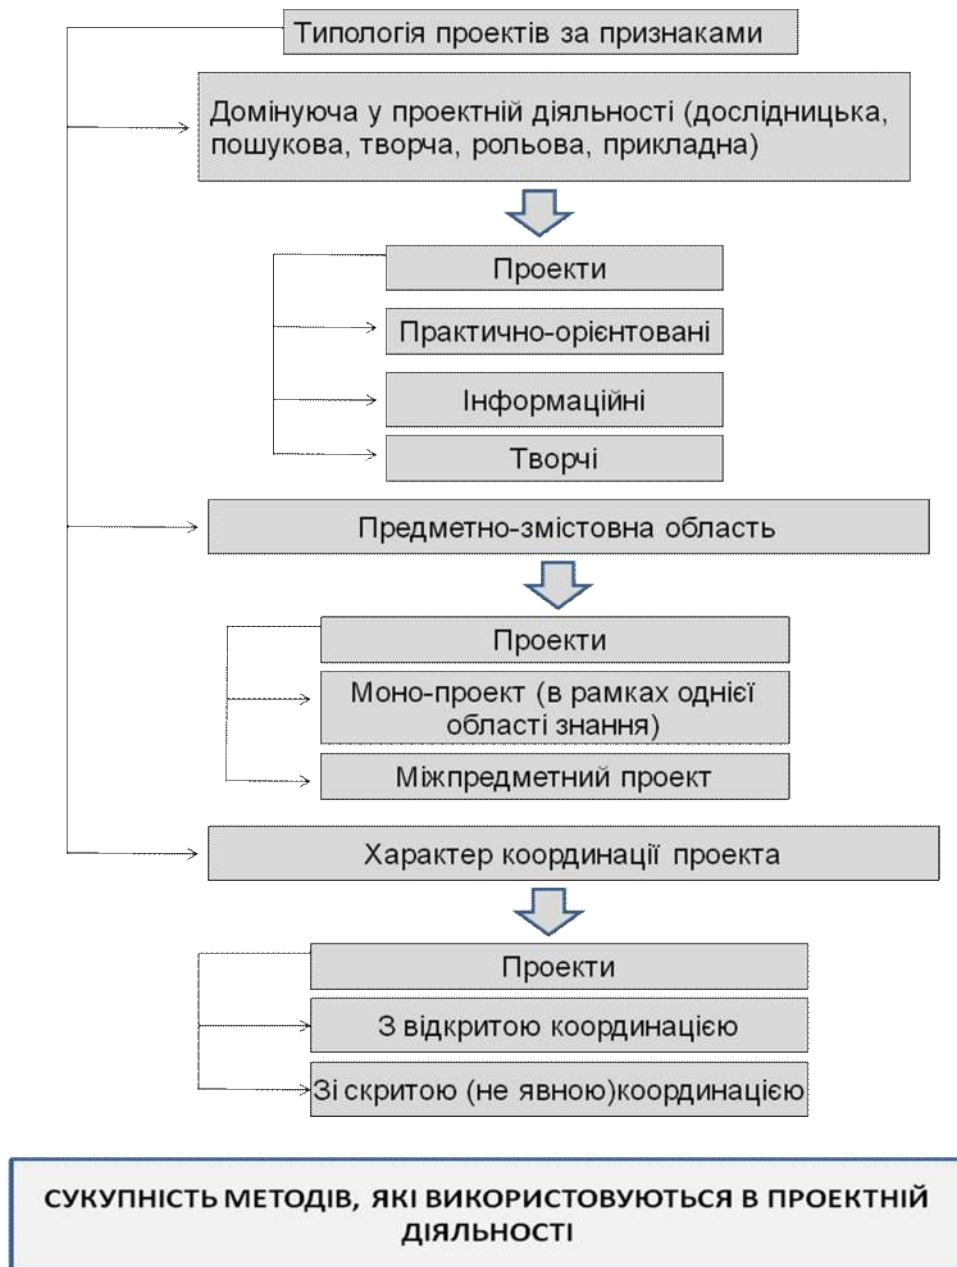 Типологія проектів за признаками
Домінуюча у проектній діяльності (дослідницька,
пошукова, творча, рольова, прикладна)
Проекти
Практично-орієнтовані
Інформаційні
Творчі
Предметно-змістовна область
Проекти
Моно-проект (в рамках однієї
області знання)
Міжпредметний проект
Характер координації проекта
Проекти
З відкритою координацією
Зі скритою (не явною)координацією
СУКУПНІСТЬ МЕТОДІВ, ЯКІ ВИКОРИСТОВУЮТЬСЯ В ПРОЕКТНІЙ
ДІЯЛЬНОСТІ